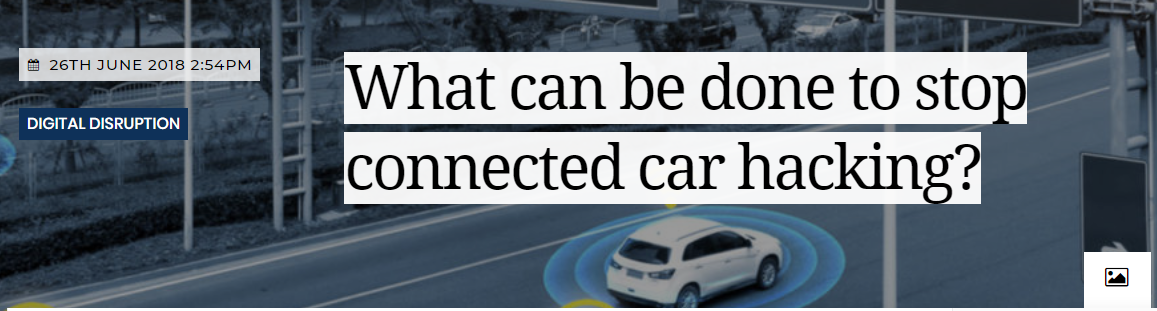 26TH JUNE 2018 2:54PM
DIGITAL DISRUPTION
What can be done to stop
connected car hacking?